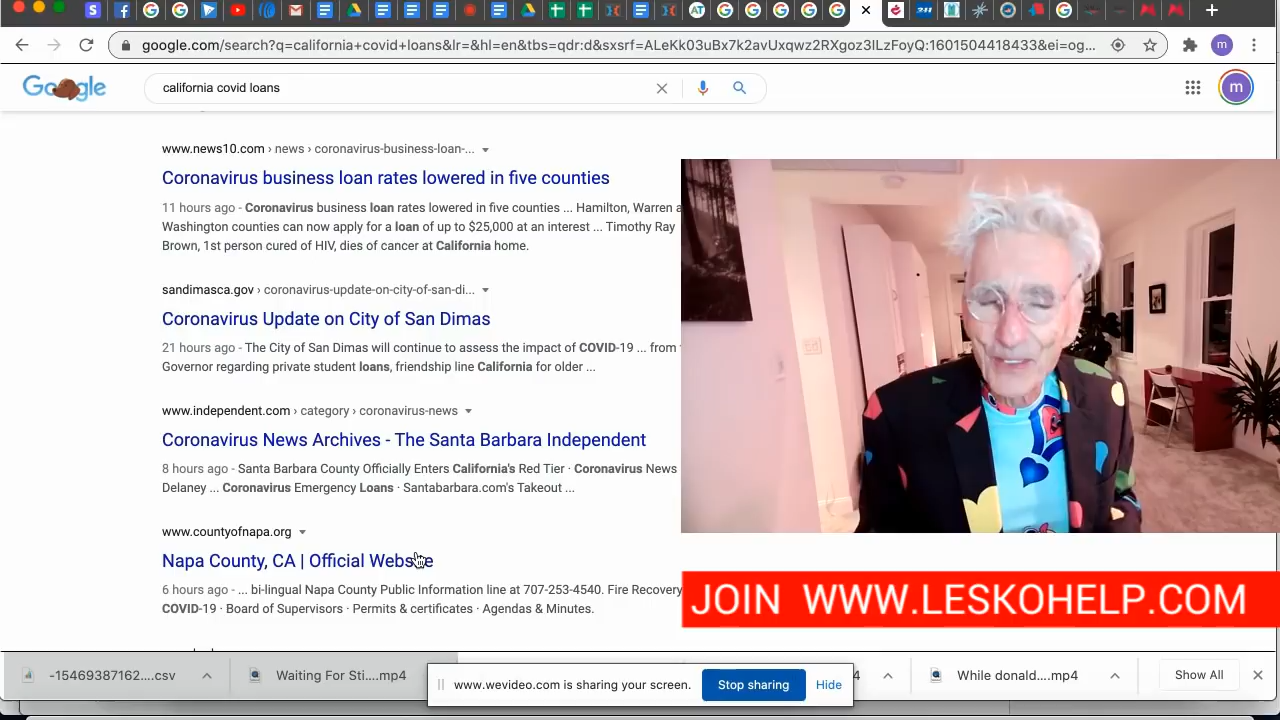 google.com/search?q=california+covid+loans&lr=&hl=en&tbs=qdr:d&sxsrf=ALeKk03uBx7k2avUxqwz2RXgoz3lLzFoyQ:1601504418433&ei=og...
m
Google
california covid loans
m
www.news10.com › news › coronavirus-business-loan-...
Coronavirus business loan rates lowered in five counties
11 hours ago - Coronavirus business loan rates lowered in five counties ... Hamilton, Warren a
Washington counties can now apply for a loan of up to $25,000 at an interest ... Timothy Ray
Brown, 1st person cured of HIV, dies of cancer at California home.
sandimasca.gov › coronavirus-update-on-city-of-san-di...
Coronavirus Update on City of San Dimas
21 hours ago - The City of San Dimas will continue to assess the impact of COVID-19 ... from
Governor regarding private student loans, friendship line California for older ...
www.independent.com › category › coronavirus-news
Coronavirus News Archives - The Santa Barbara Independent
8 hours ago - Santa Barbara County Officially Enters California's Red Tier · Coronavirus News
Delaney ... Coronavirus Emergency Loans · Santabarbara.com's Takeout ...
www.countyofnapa.org
Napa County, CA | Official Website
6 hours ago - ... bi-lingual Napa County Public Information line at 707-253-4540. Fire Recovery
COVID-19 · Board of Supervisors · Permits & certificates · Agendas & Minutes.
JOIN WWW.LESKOHELP.COM
-15469387162....csv
Waiting For Sti....mp4
www.wevideo.com is sharing your screen.
Stop sharing
Hide
4
While donald....mp4
Show All